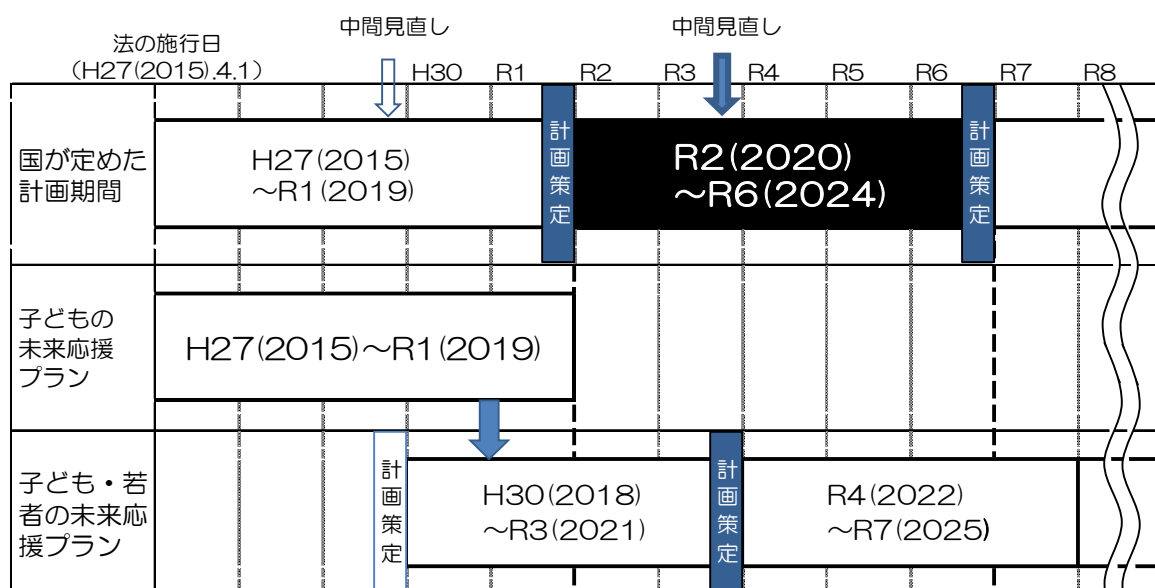 中間見直し
中間見直し
法の施行日
(H27(2015).4.1)
H30
R1
R2
R3
R4
R5
R6
R7
R8
国が定めた
計画期間
H27(2015)
～R1(2019)
計画策定
R2(2020)
～R6(2024)
計画策定
子どもの
未来応援
プラン
H27(2015)～R1(2019)
子ども・若
者の未来応
援プラン
計画策定
H30(2018)
～R3(2021)
計画策定
R4(2022)
～R7(2025)